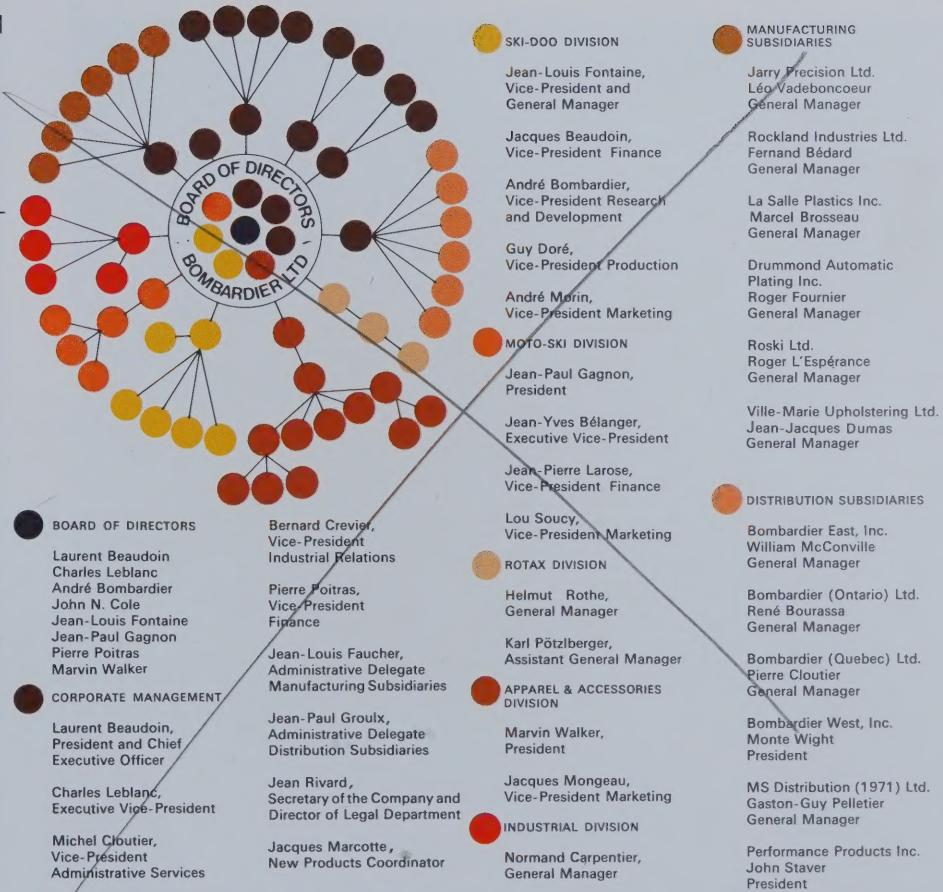 BOARD OF DIRECTORS
BOMBARDIER LTD
BOARD OF DIRECTORS
Laurent Beaudoin
Charles Leblanc
André Bombardier
John N. Cole
Jean-Louis Fontaine
Jean-Paul Gagnon
Pierre Poitras
Marvin Walker
CORPORATE MANAGEMENT
Laurent Beaudoin,
President and Chief
Executive Officer
Charles Leblanc,
Executive Vice-President
Michel Cloutier,
Vice-President
Administrative Services
Bernard Crevier,
Vice-President
Industrial Relations
Pierre Poitras,
Vice-President
Finance
Jean-Louis Faucher,
Administrative Delegate
Manufacturing Subsidiaries
Jean-Paul Groulx,
Administrative Delegate
Distribution Subsidiaries
Jean Rivard,
Secretary of the Company and
Director of Legal Department
Jacques Marcotte,
New Products Coordinator
SKI-DOO DIVISION
Jean-Louis Fontaine,
Vice-President and
General Manager
Jacques Beaudoin,
Vice-President Finance
André Bombardier,
Vice-President Research
and Development
Guy Doré,
Vice-President Production
André Morin,
Vice-President Marketing
MOTO-SKI DIVISION
Jean-Paul Gagnon,
President
Jean-Yves Bélanger,
Executive Vice-President
Jean-Pierre Larose,
Vice-President Finance
Lou Soucy,
Vice-President Marketing
ROTAX DIVISION
Helmut Rothe,
General Manager
Karl Pötzlberger,
Assistant General Manager
APPAREL & ACCESSORIES
DIVISION
Marvin Walker,
President
Jacques Mongeau,
Vice-President Marketing
INDUSTRIAL DIVISION
Normand Carpentier,
General Manager
MANUFACTURING
SUBSIDIARIES
Jarry Precision Ltd.
Léo Vadeboncoeur
General Manager
Rockland Industries Ltd.
Fernand Bédard
General Manager
La Salle Plastics Inc.
Marcel Brosseau
General Manager
Drummond Automatic
Plating Inc.
Roger Fournier
General Manager
Roski Ltd.
Roger L'Espérance
General Manager
Ville-Marie Upholstering Ltd.
Jean-Jacques Dumas
General Manager
DISTRIBUTION SUBSIDIARIES
Bombardier East, Inc.
William McConville
General Manager
Bombardier (Ontario) Ltd.
René Bourassa
General Manager
Bombardier (Quebec) Ltd.
Pierre Cloutier
General Manager
Bombardier West, Inc.
Monte Wight
President
MS Distribution (1971) Ltd.
Gaston-Guy Pelletier
General Manager
Performance Products Inc.
John Staver
President